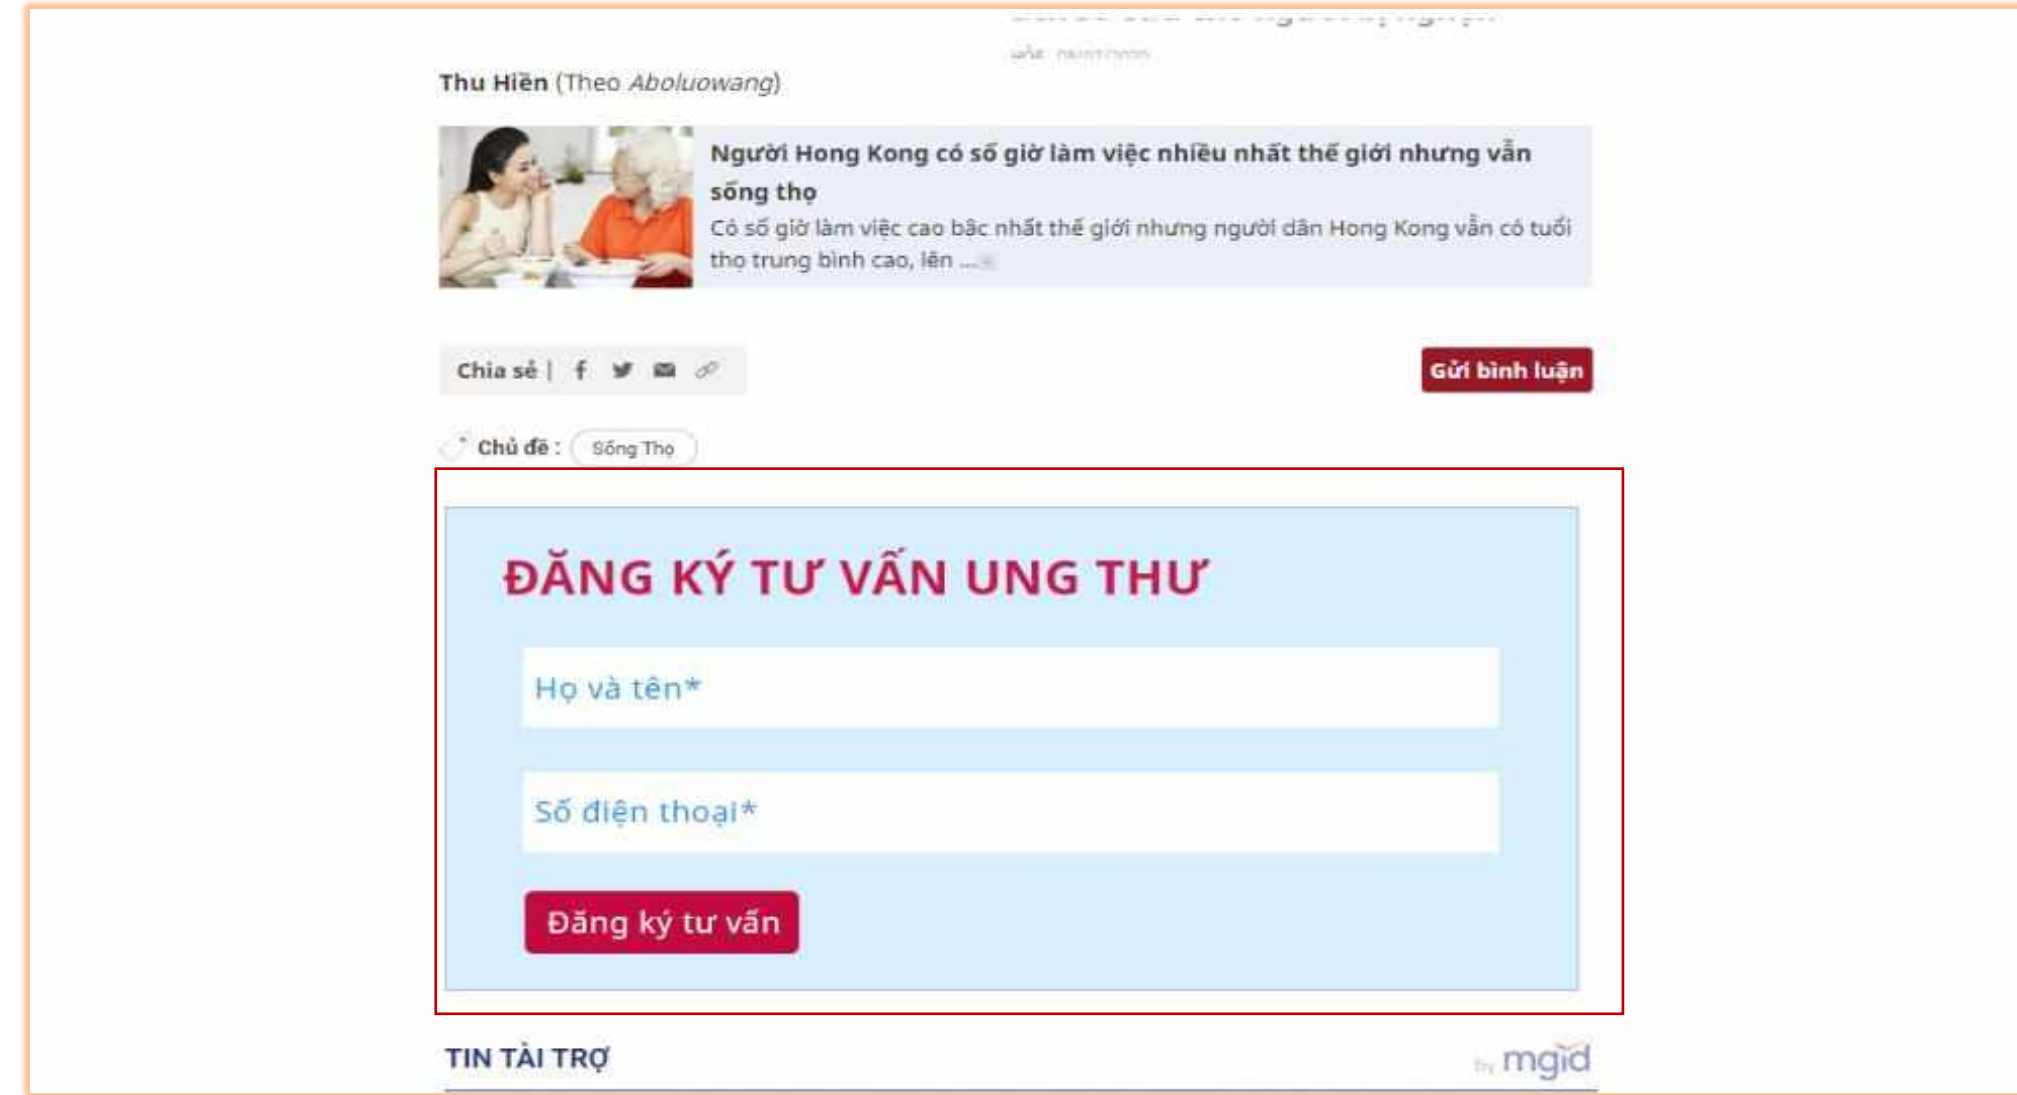 Thu Hiền (Theo Aboluowang)
Người Hong Kong có số giờ làm việc nhiều nhất thế giới nhưng vẫn
sống thọ
Có số giờ làm việc cao bậc nhất thế giới nhưng người dân Hong Kong vẫn có tuổi
thọ trung bình cao, lên ...
Chia sẻ |
Gửi bình luận
Chủ đề : Sống Thọ
ĐĂNG KÝ TƯ VẤN UNG THƯ
Họ và tên*
Số điện thoại*
Đăng ký tư vấn
TIN TÀI TRỢ
by mgid